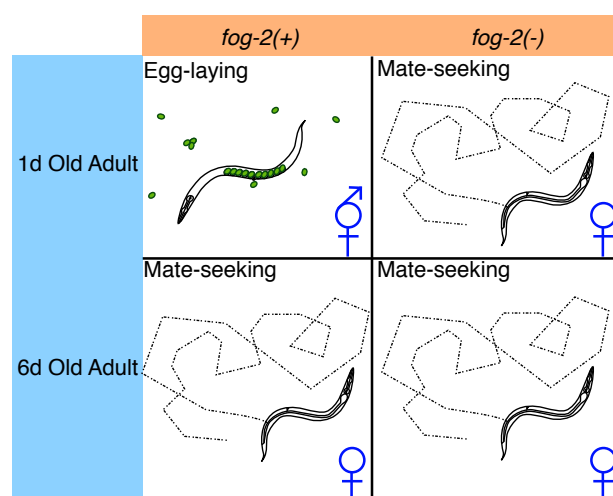 fog-2(+) fog-2(-)
Egg-laying Mate-seeking
1d Old Adult
Mate-seeking Mate-seeking
6d Old Adult